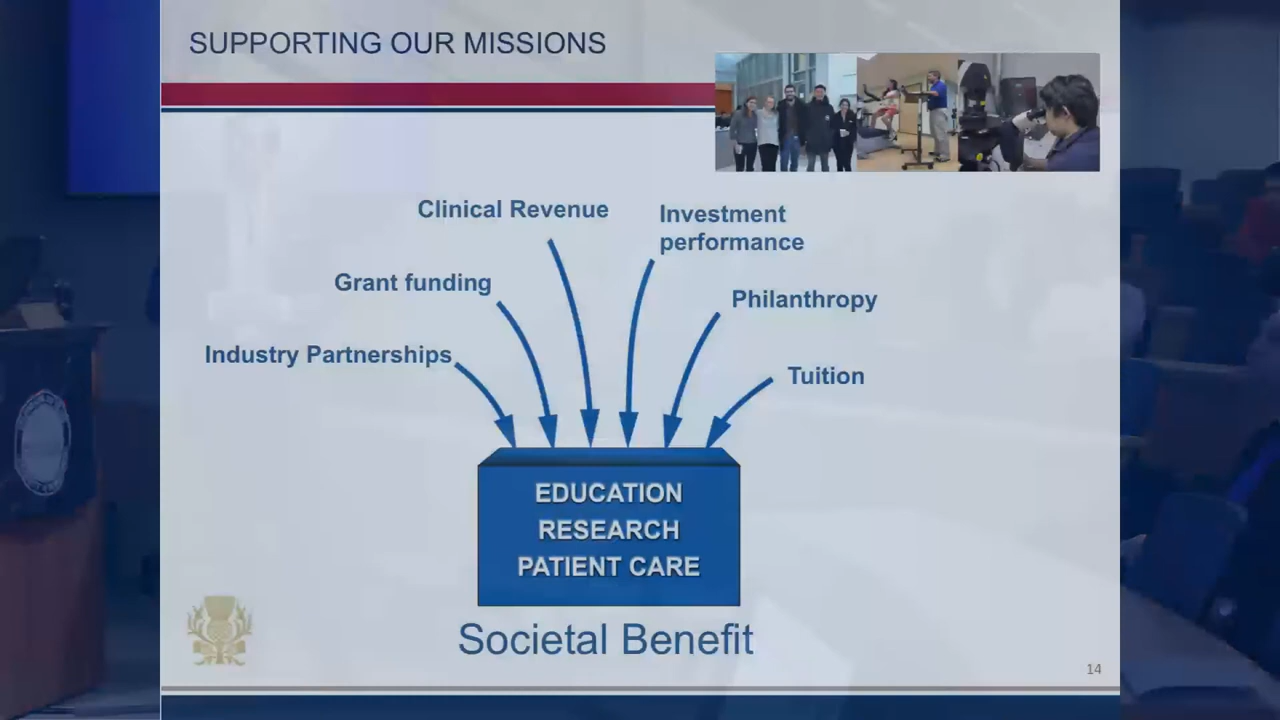 SUPPORTING OUR MISSIONS
Clinical Revenue
Investment
performance
Grant funding
Philanthropy
Industry Partnerships
Tuition
EDUCATION
RESEARCH
PATIENT CARE
Societal Benefit
14